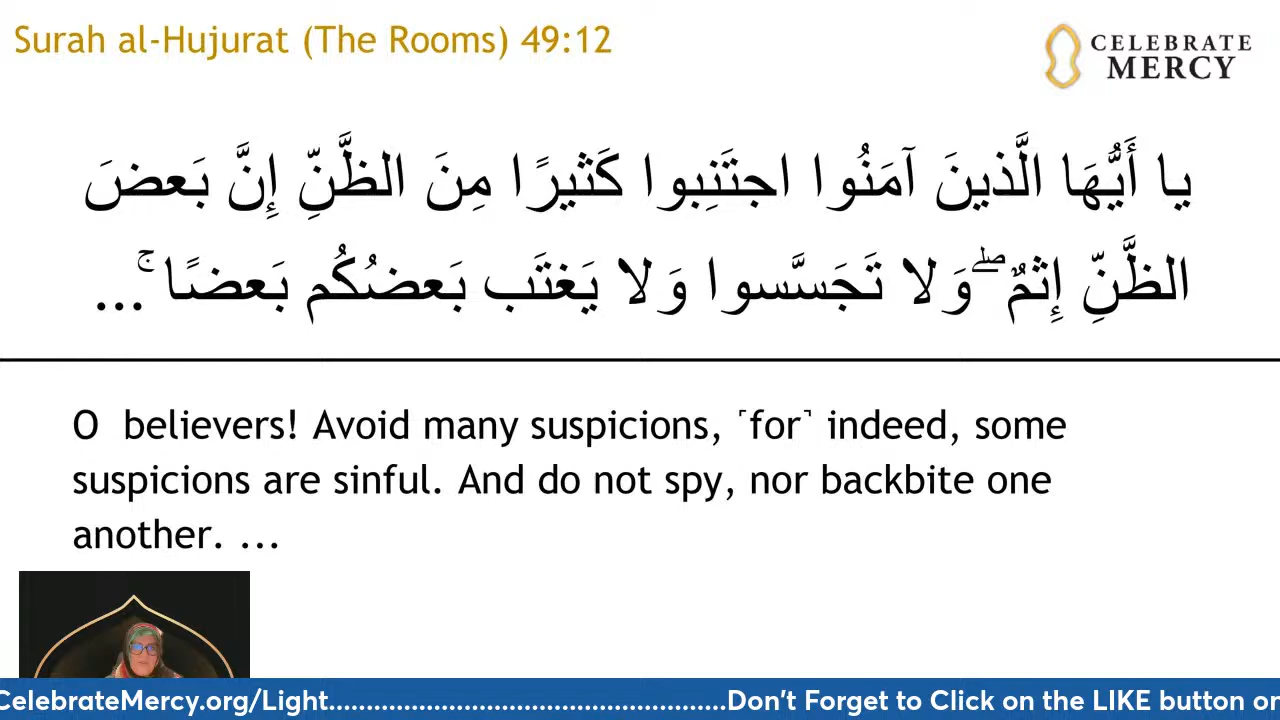 Surah al-Hujurat (The Rooms) 49:12
CELEBRATE
MERCY
يا أَيُّهَا الَّذينَ آمَنُوا اجتَنِبوا كَثيرًا مِنَ الظَّنِّ إِنَّ بَعضَ
الظَّنِّ إِثمٌ ۖ وَلا تَجَسَّسوا وَلا يَغتَب بَعضُكُم بَعضًا ۚ ...
O  believers! Avoid many suspicions, ˹for˺ indeed, some
suspicions are sinful. And do not spy, nor backbite one
another. ...
CelebrateMercy.org/Light....................................................Don't Forget to Click on the LIKE button or